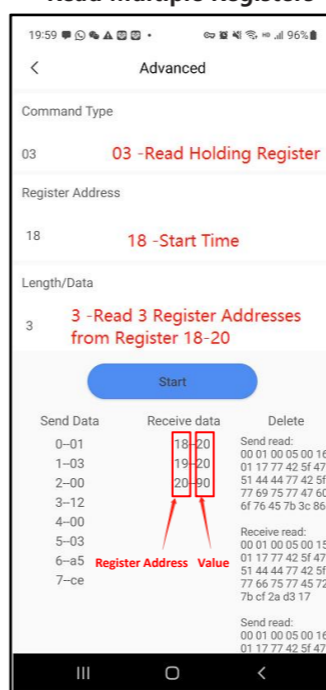 Read Multiple Registers
19:59
96%
Advanced
Command Type
03
03 -Read Holding Register
Register Address
18
18 -Start Time
Length/Data
3
3 -Read 3 Register Addresses
from Register 18-20
Start
Send Data
Receive data
Delete
0--01
1--03
2--00
3--12
4--00
5--03
6--a5
7--ce
18--20
19--20
20--90
Register Address
Value
Send read:
00 01 00 05 00 16
01 17 77 42 5f 47
51 44 44 77 42 5f
77 69 75 77 47 60
6f 76 45 7b 3c 86
Receive read:
00 01 00 05 00 15
01 17 77 42 5f 47
51 44 44 77 42 5f
77 66 75 77 45 72
7b cf 2a d3 17
Send read:
00 01 00 05 00 16
01 17 77 42 5f 47